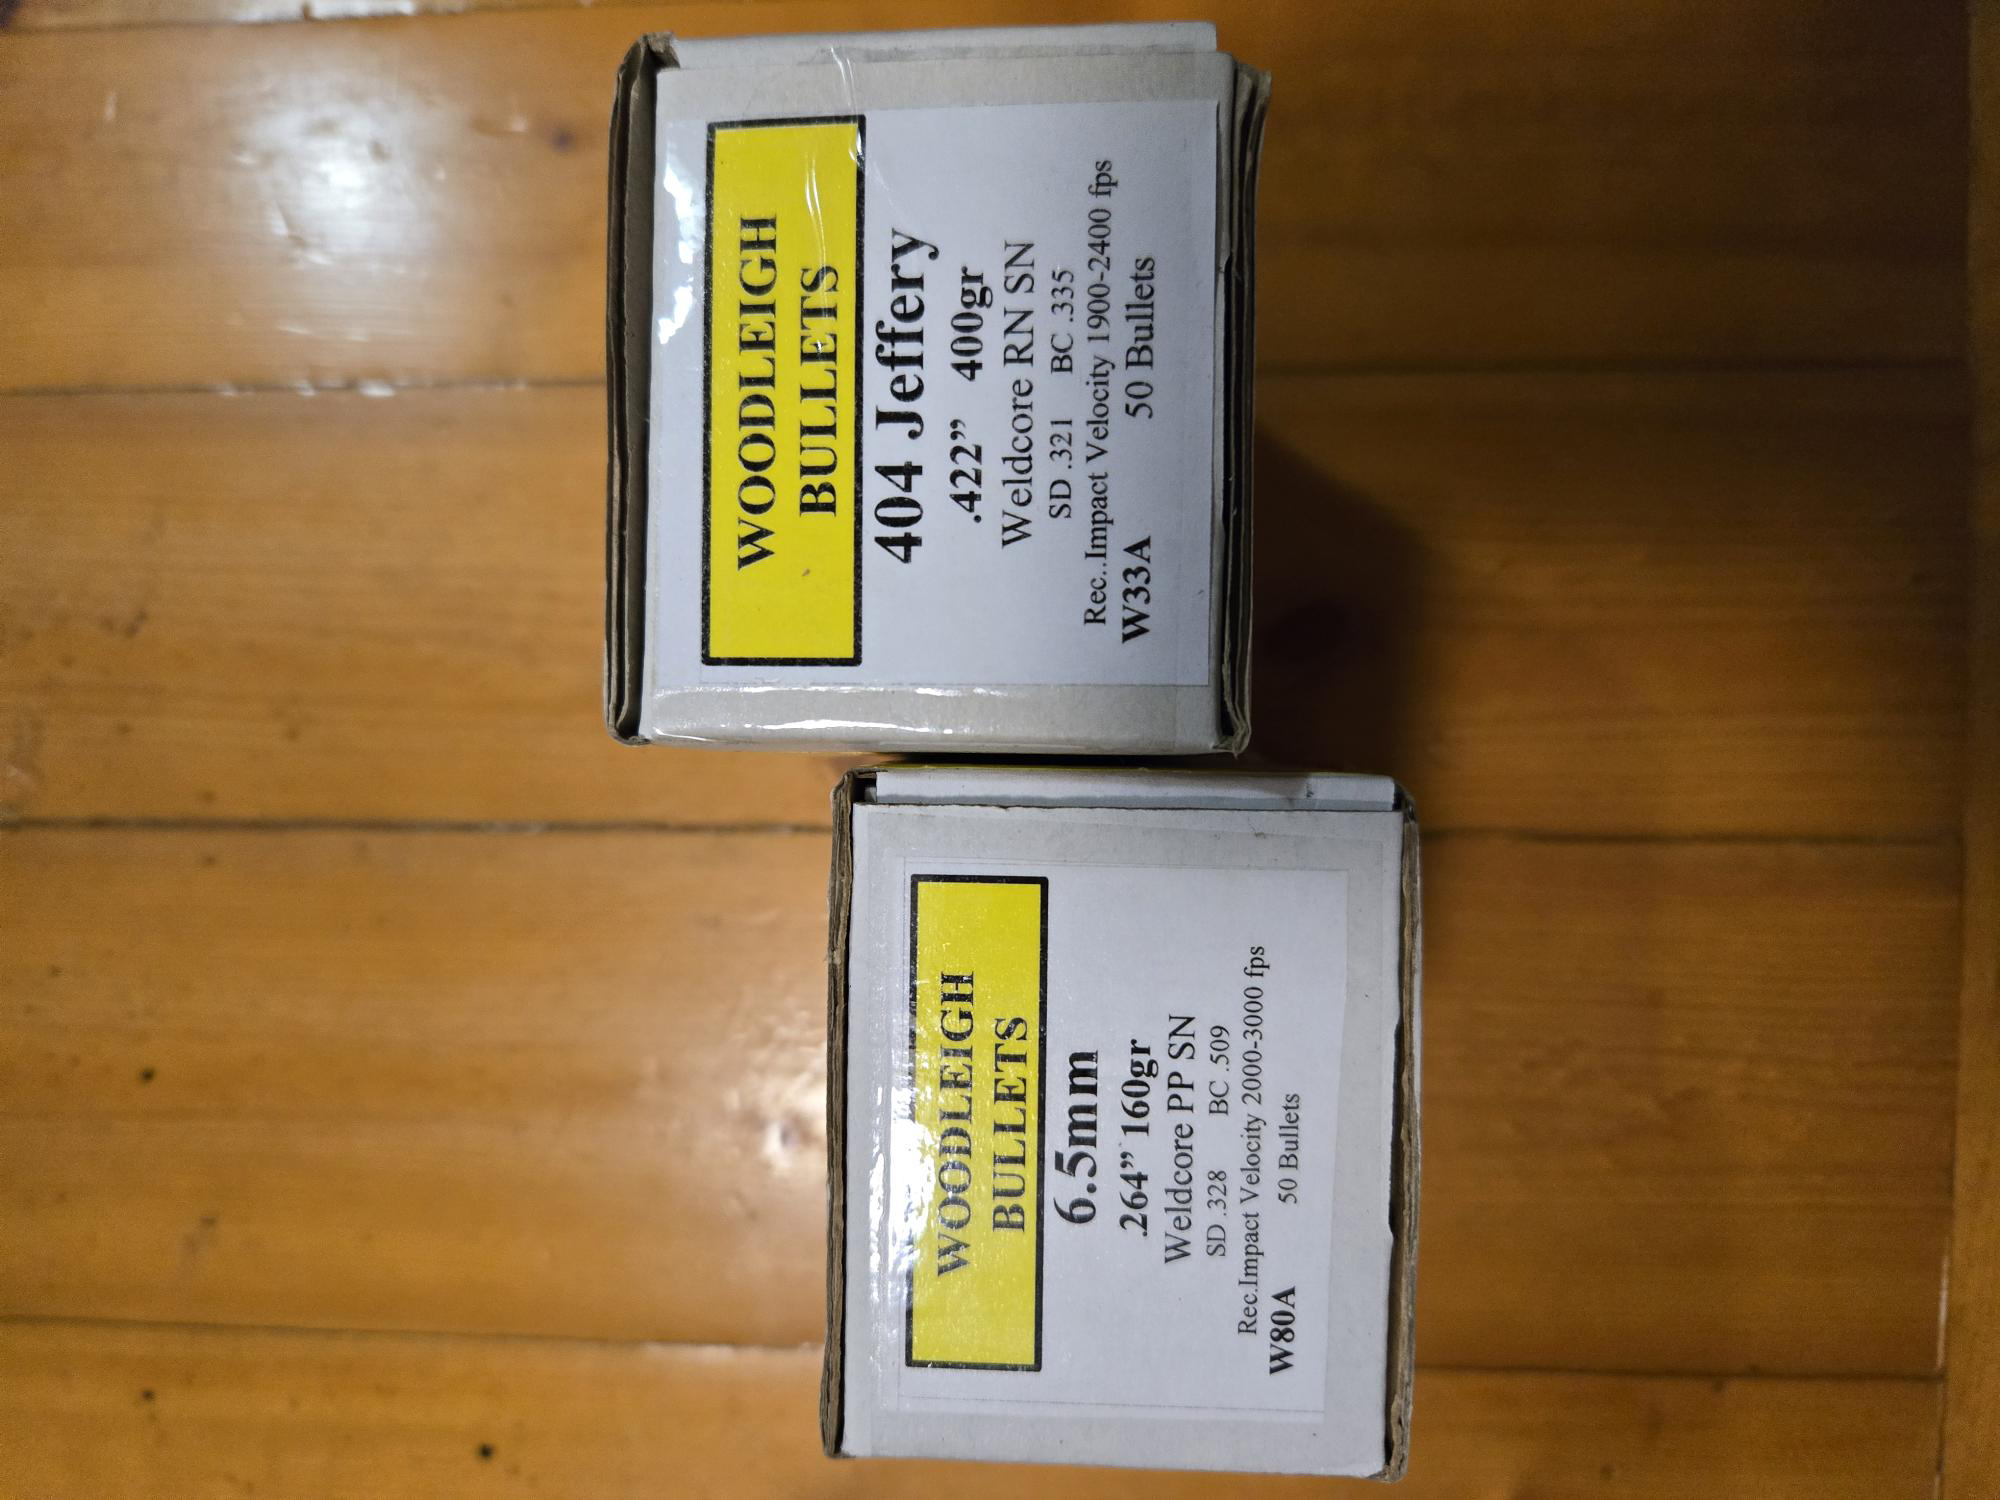 WOODLEIGH
BULLETS
6.5mm
.264” 160gr
Weldcore PP SN
SD .328 BC .509
Rec.Impact Velocity 2000-3000 fps
W80A 50 Bullets
WOODLEIGH
BULLETS
404 Jeffery
.422” 400gr
Weldcore RN SN
SD .321 BC .335
Rec..Impact Velocity 1900-2400 fps
W33A 50 Bullets